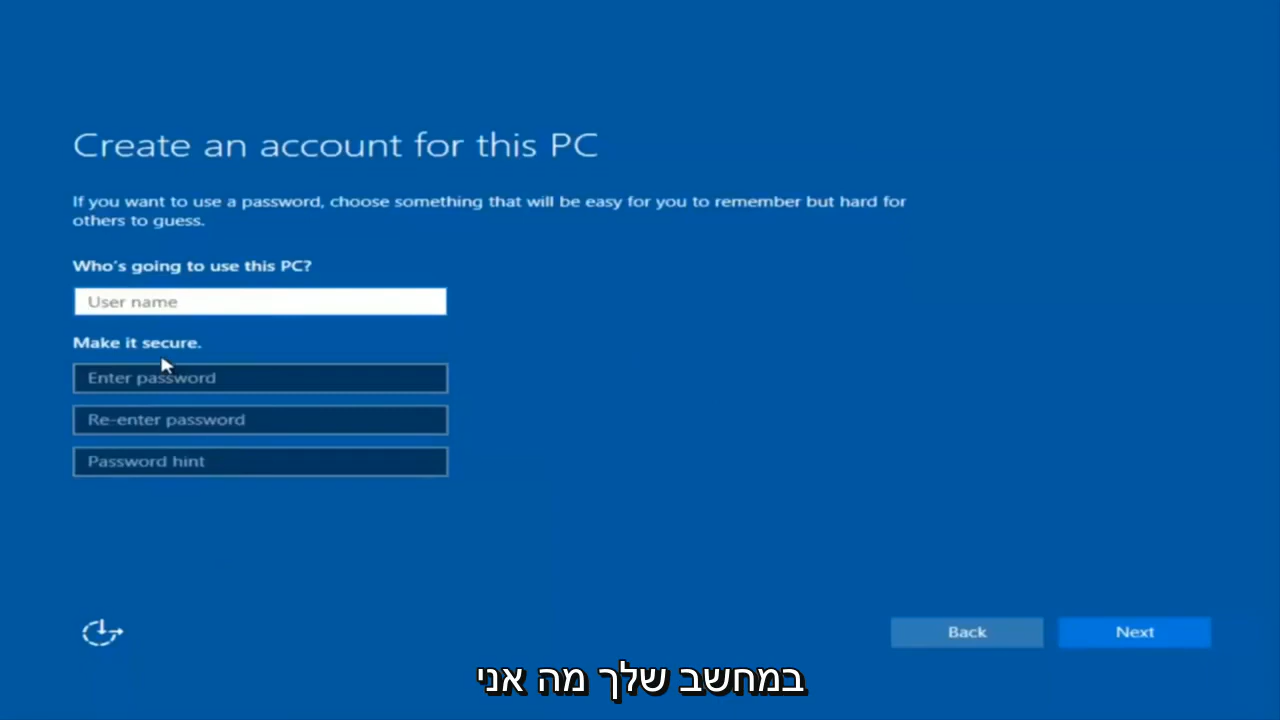 Create an account for this PC
If you want to use a password, choose something that will be easy for you to remember but hard for
others to guess.
Who's going to use this PC?
User name
Make it secure.
Enter password
Re-enter password
Password hint
Back
Next
במחשב שלך מה אני